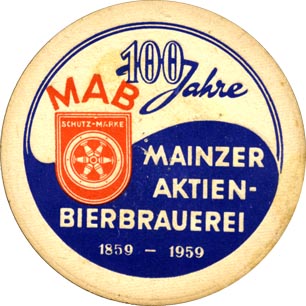 100 Jahre
MAB
SCHUTZ-MARKE
MAINZER
AKTIEN-
BIERBRAUEREI
1859 – 1959